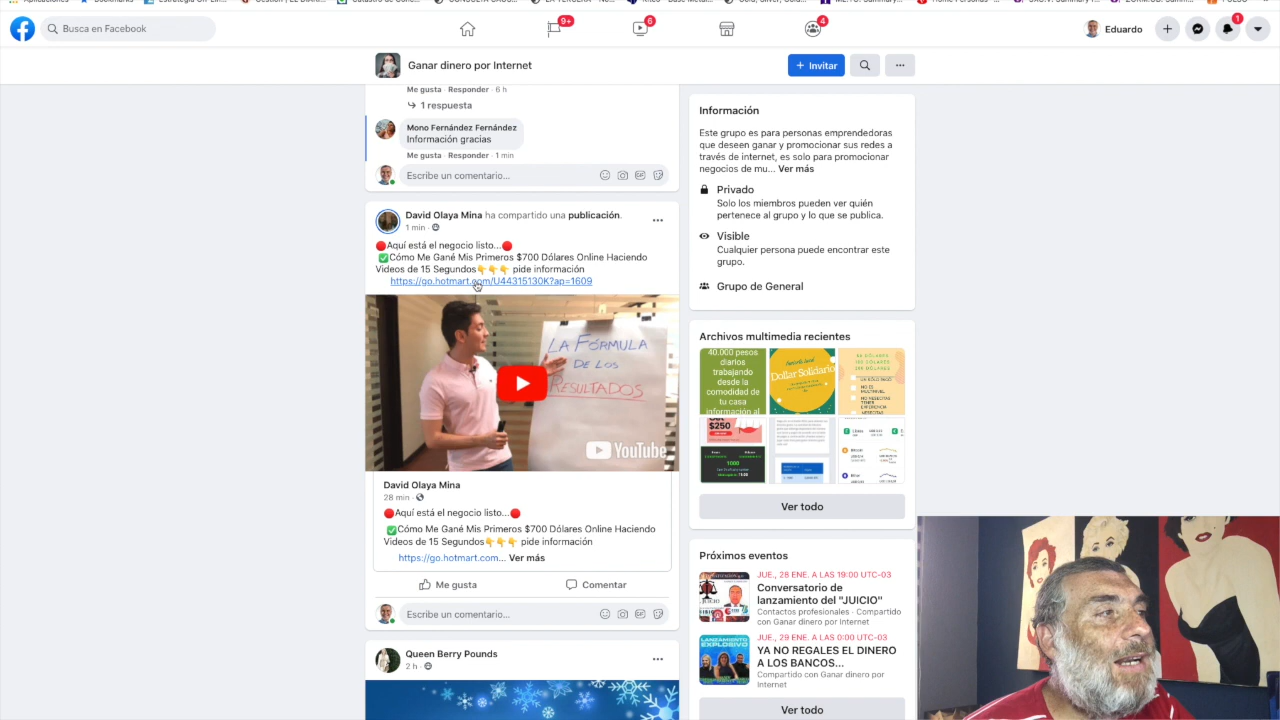 Busca en Facebook
9+
6
4
Eduardo
1
Ganar dinero por Internet
+ Invitar
Me gusta · Responder · 6 h
1 respuesta
Mono Fernández Fernández
Información gracias
Me gusta · Responder · 1 min
Escribe un comentario...
David Olaya Mina ha compartido una publicación.
1 min ·
🔴Aquí está el negocio listo...🔴
✅Cómo Me Gané Mis Primeros $700 Dólares Online Haciendo
Videos de 15 Segundos👇👇👇 pide información
https://go.hotmart.com/U44315130K?ap=1609
LA FÓRMULA
DE LOS
RESULTADOS
YouTube
David Olaya Mina
28 min ·
🔴Aquí está el negocio listo...🔴
✅Cómo Me Gané Mis Primeros $700 Dólares Online Haciendo
Videos de 15 Segundos👇👇👇 pide información
https://go.hotmart.com... Ver más
Me gusta
Comentar
Escribe un comentario...
Queen Berry Pounds
2 h ·
Información
Este grupo es para personas emprendedoras
que deseen ganar y promocionar sus redes a
través de internet, es solo para promocionar
negocios de mu... Ver más
Privado
Solo los miembros pueden ver quién
pertenece al grupo y lo que se publica.
Visible
Cualquier persona puede encontrar este
grupo.
Grupo de General
Archivos multimedia recientes
40.000 pesos
diarios
trabajando
desde la
comodidad de
tu casa
información al
Dollar Solidario
$250
1000
Ver todo
Próximos eventos
JUE., 28 ENE. A LAS 19:00 UTC-03
Conversatorio de
lanzamiento del "JUICIO"
Contactos profesionales · Compartido
con Ganar dinero por Internet
JUE., 29 ENE. A LAS 0:00 UTC-03
YA NO REGALES EL DINERO
A LOS BANCOS...
Compartido con Ganar dinero por
Internet
Ver todo